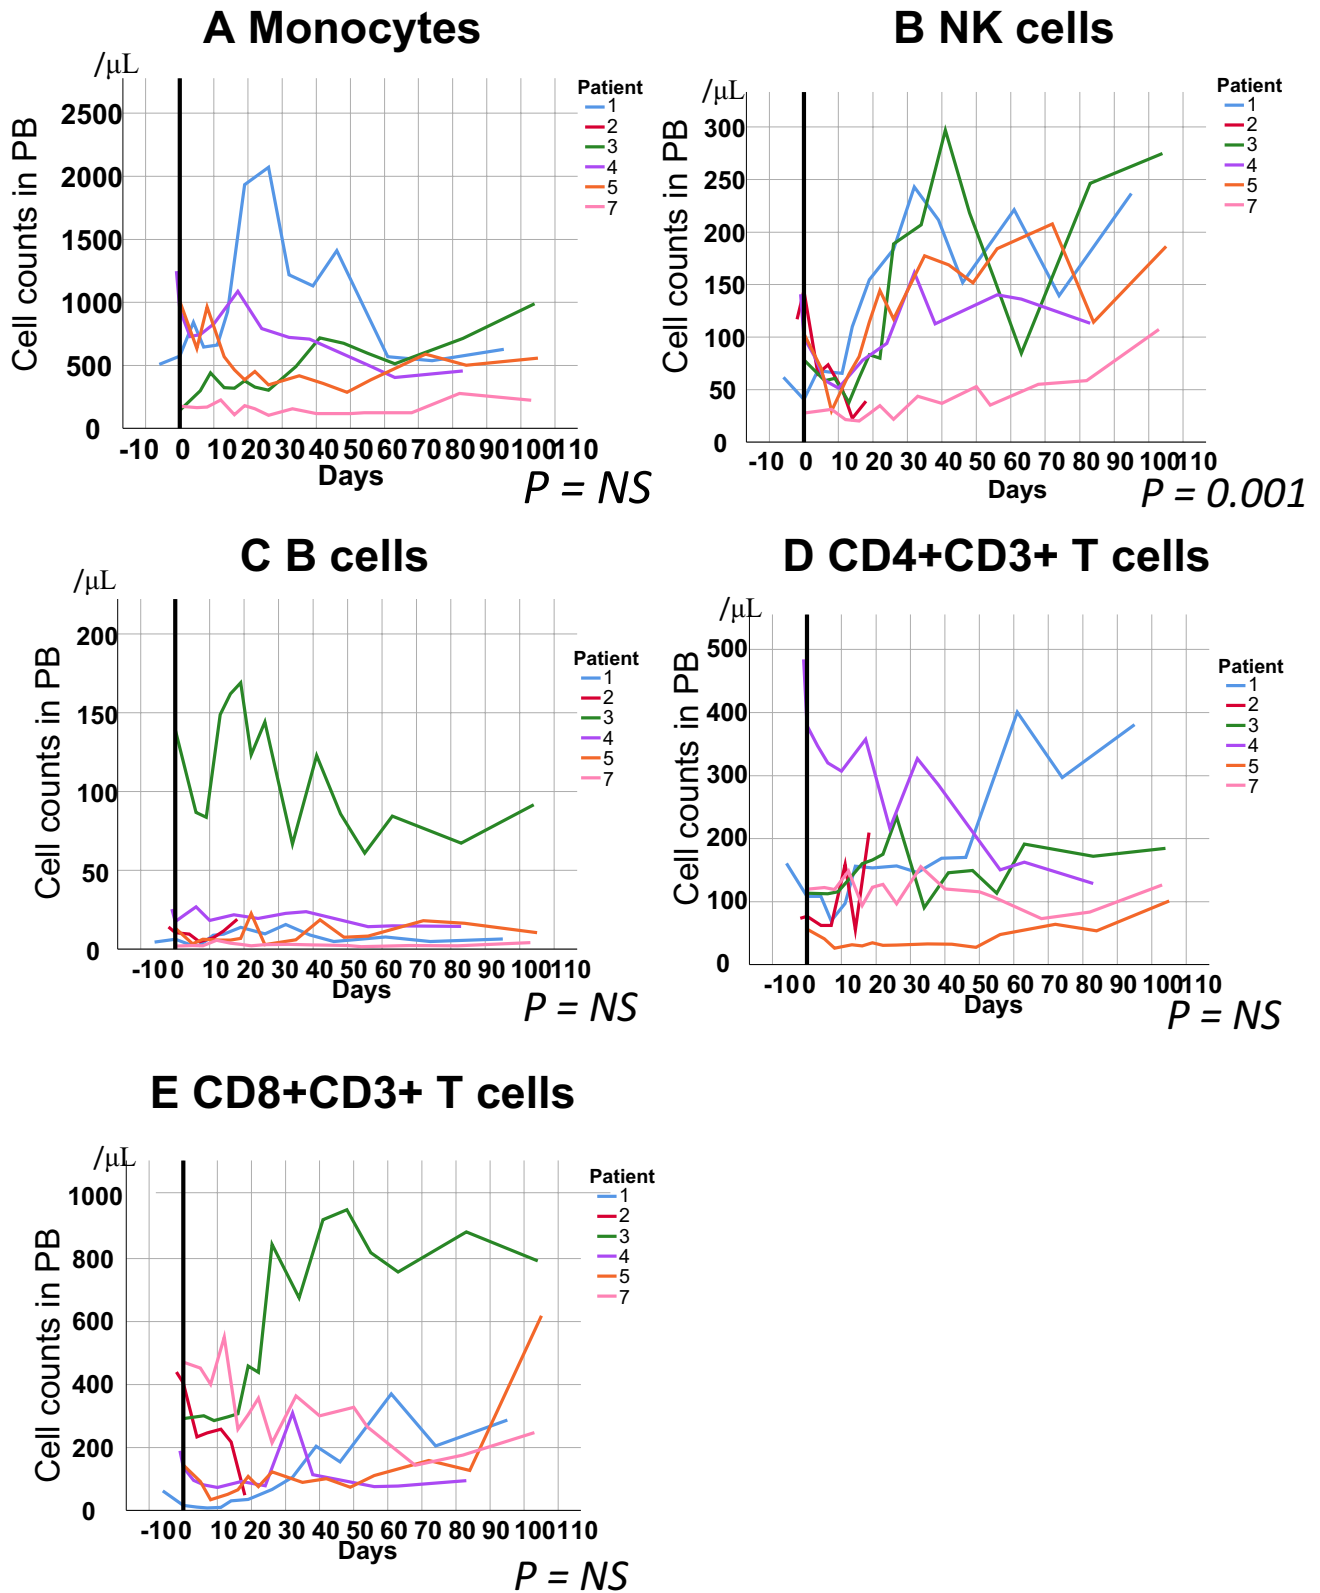 A Monocytes
/μL
Cell counts in PB
2500
2000
1500
1000
500
0
-10 0 10 20 30 40 50 60 70 80 90 100 110
Days
P = NS
Patient
1
2
3
4
5
7
B NK cells
/μL
Cell counts in PB
300
250
200
150
100
50
0
-10 0 10 20 30 40 50 60 70 80 90 100 110
Days
P = 0.001
Patient
1
2
3
4
5
7
C B cells
/μL
Cell counts in PB
200
150
100
50
0
-10 0 10 20 30 40 50 60 70 80 90 100 110
Days
P = NS
Patient
1
2
3
4
5
7
D CD4+CD3+ T cells
/μL
Cell counts in PB
500
400
300
200
100
0
-10 0 10 20 30 40 50 60 70 80 90 100 110
Days
P = NS
Patient
1
2
3
4
5
7
E CD8+CD3+ T cells
/μL
Cell counts in PB
1000
800
600
400
200
0
-10 0 10 20 30 40 50 60 70 80 90 100 110
Days
P = NS
Patient
1
2
3
4
5
7